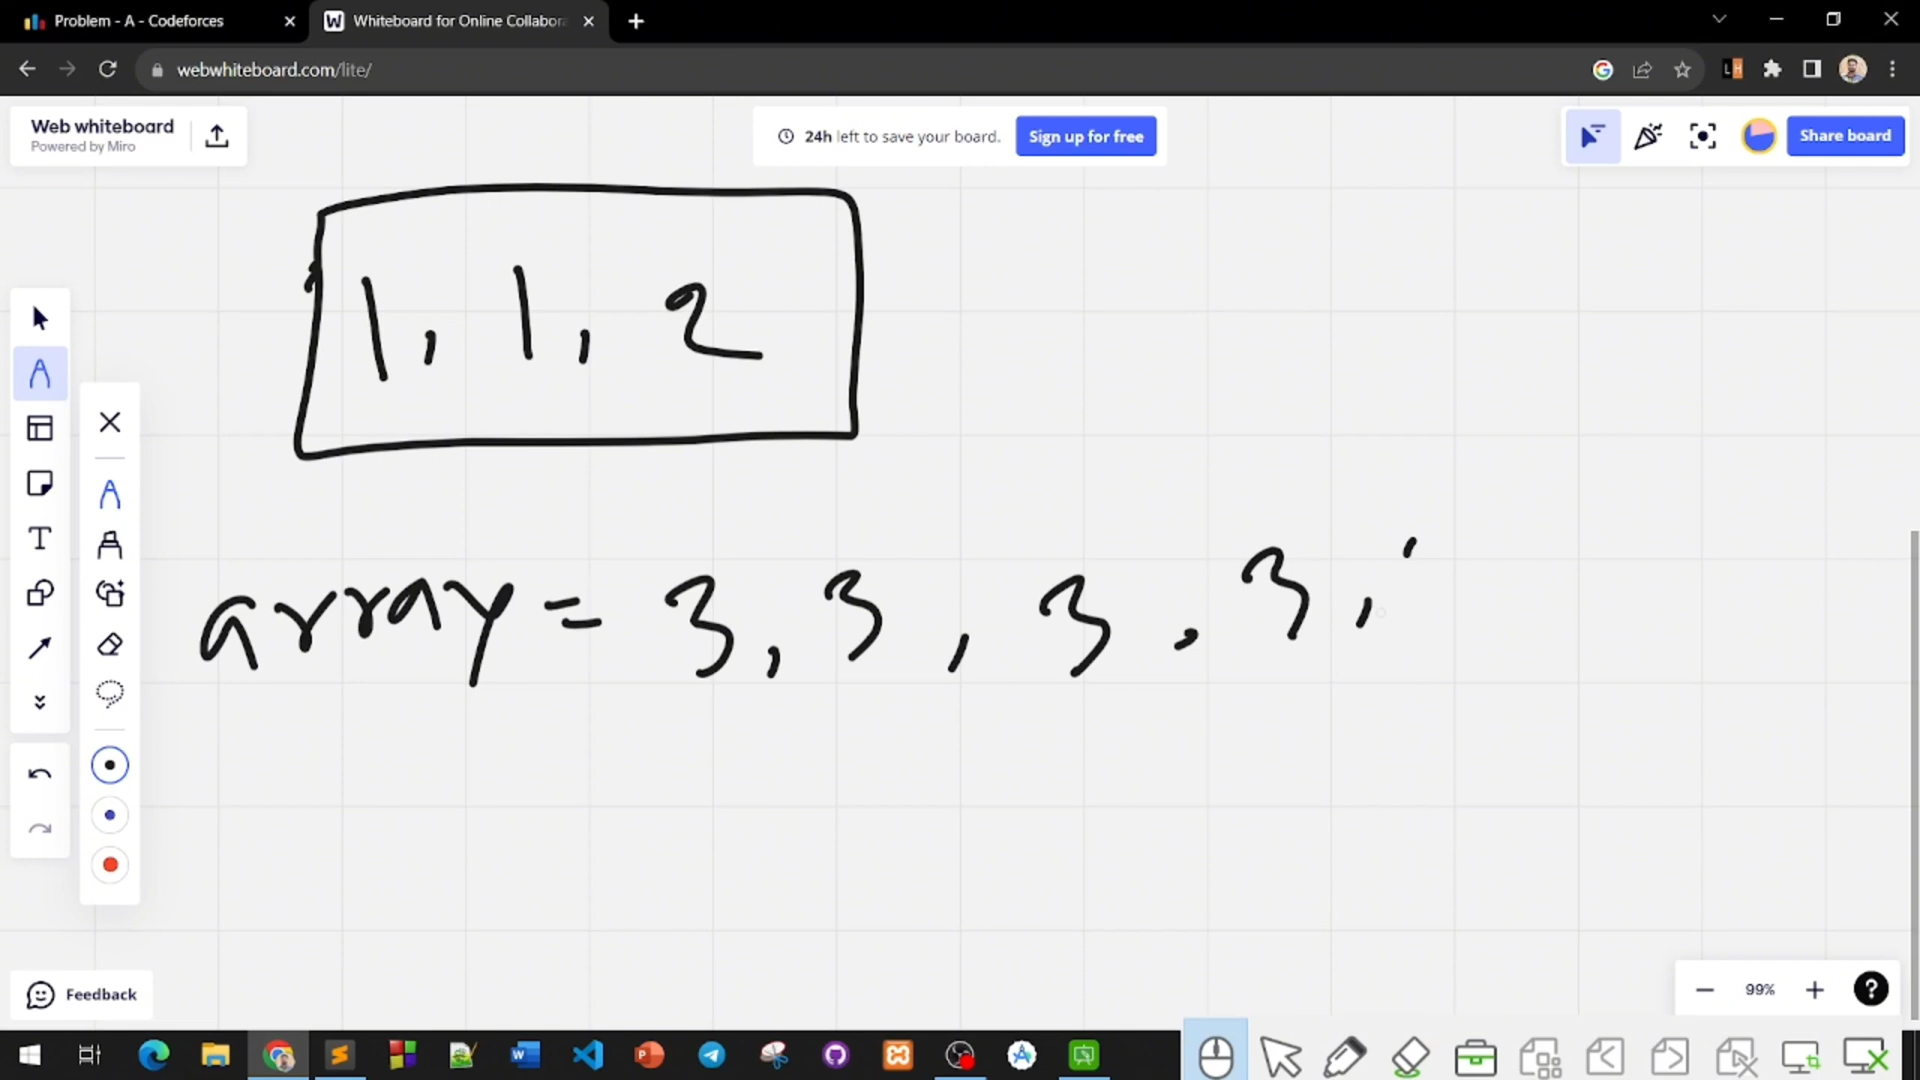 Problem - A - Codeforces
Whiteboard for Online Collabor
webwhiteboard.com/lite/
Web whiteboard
Powered by Miro
24h left to save your board.
Sign up for free
Share board
1, 1, 2
array = 3, 3, 3, 3,
Feedback
99%